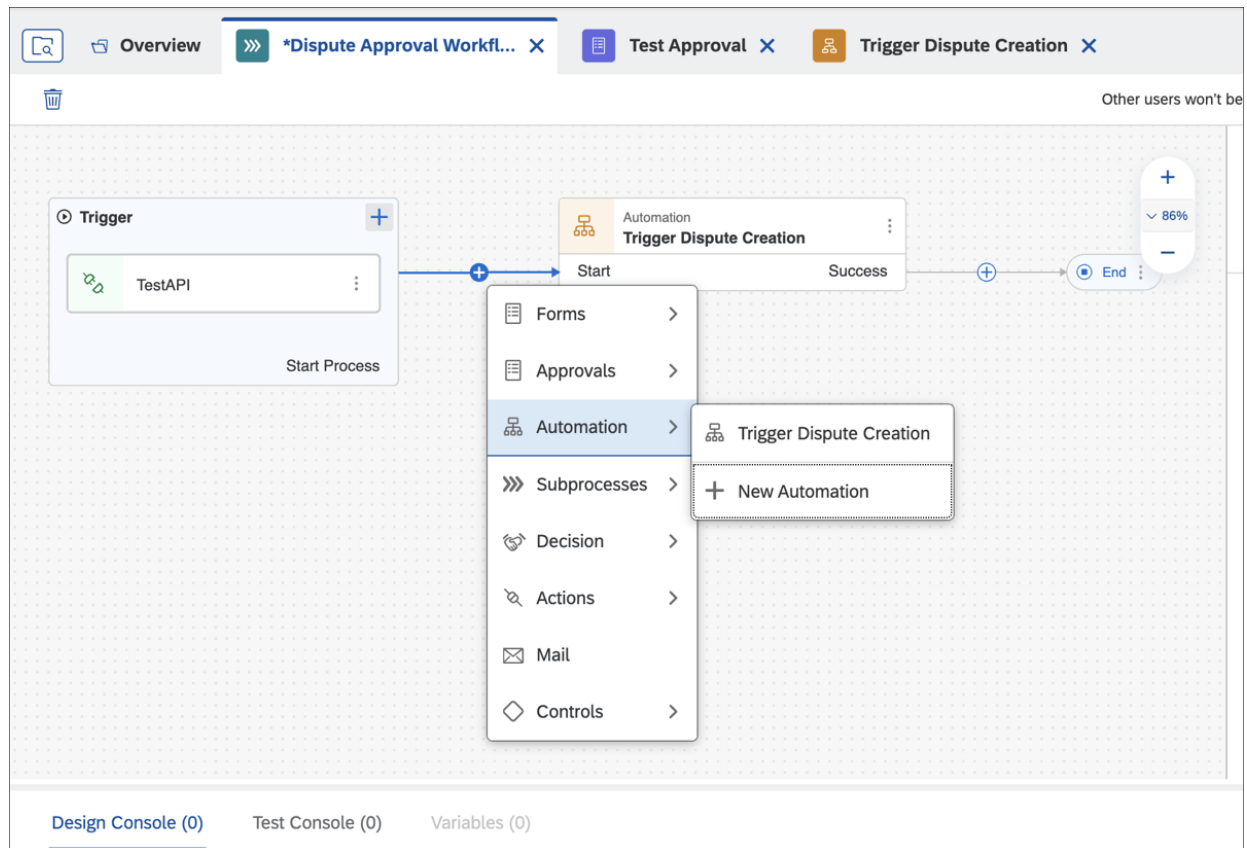 Overview
*Dispute Approval Workfl...
Test Approval
Trigger Dispute Creation
Other users won't be
Trigger
TestAPI
Start Process
Automation
Trigger Dispute Creation
Start
Success
End
86%
Forms
Approvals
Automation
Subprocesses
Decision
Actions
Mail
Controls
Trigger Dispute Creation
New Automation
Design Console (0)
Test Console (0)
Variables (0)